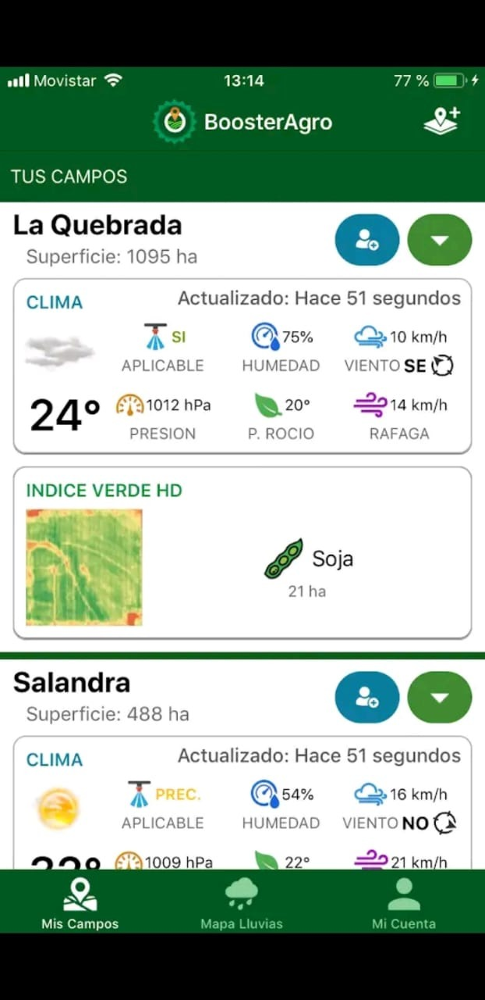 Movistar 13:14 77 %
BoosterAgro
TUS CAMPOS
La Quebrada
Superficie: 1095 ha
CLIMA Actualizado: Hace 51 segundos
SI 75% 10 km/h
APLICABLE HUMEDAD VIENTO SE
24° 1012 hPa 20° 14 km/h
PRESION P. ROCIO RAFAGA
INDICE VERDE HD
Soja
21 ha
Salandra
Superficie: 488 ha
CLIMA Actualizado: Hace 51 segundos
PREC. 54% 16 km/h
APLICABLE HUMEDAD VIENTO NO
1009 hPa 22° 21 km/h
Mis Campos Mapa Lluvias Mi Cuenta